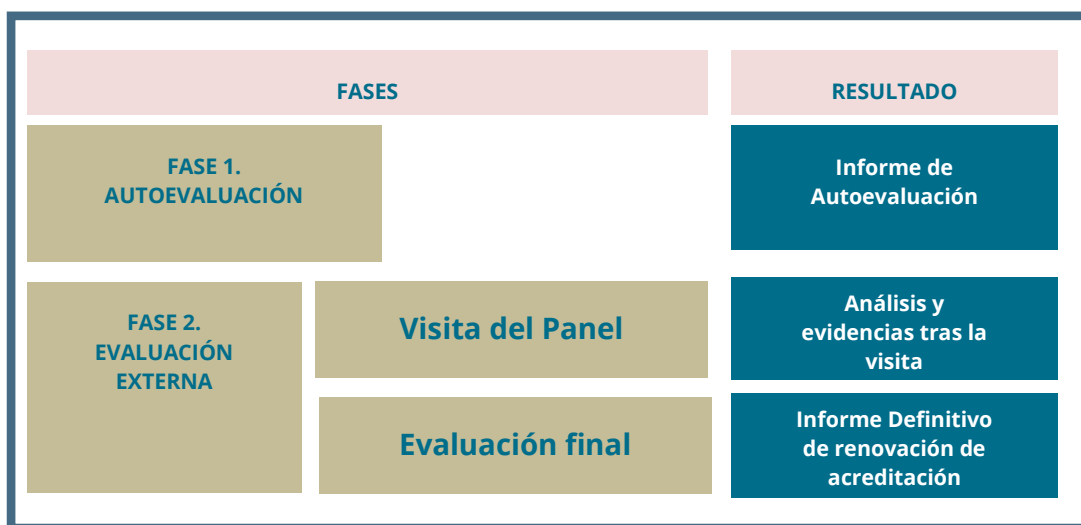 FASES
RESULTADO
FASE 1.
AUTOEVALUACIÓN
Informe de
Autoevaluación
FASE 2.
EVALUACIÓN
EXTERNA
Visita del Panel
Análisis y
evidencias tras la
visita
Evaluación final
Informe Definitivo
de renovación de
acreditación